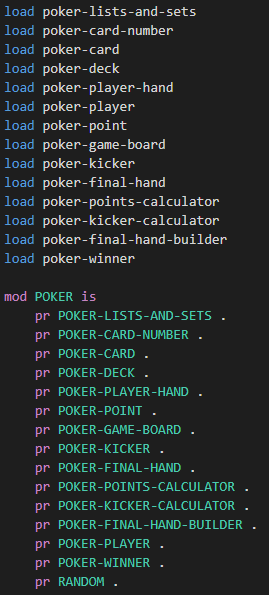 load poker-lists-and-sets
load poker-card-number
load poker-card
load poker-deck
load poker-player-hand
load poker-player
load poker-point
load poker-game-board
load poker-kicker
load poker-final-hand
load poker-points-calculator
load poker-kicker-calculator
load poker-final-hand-builder
load poker-winner
mod POKER is
pr POKER-LISTS-AND-SETS .
pr POKER-CARD-NUMBER .
pr POKER-CARD .
pr POKER-DECK .
pr POKER-PLAYER-HAND .
pr POKER-POINT .
pr POKER-GAME-BOARD .
pr POKER-KICKER .
pr POKER-FINAL-HAND .
pr POKER-POINTS-CALCULATOR .
pr POKER-KICKER-CALCULATOR .
pr POKER-FINAL-HAND-BUILDER .
pr POKER-PLAYER .
pr POKER-WINNER .
pr RANDOM .